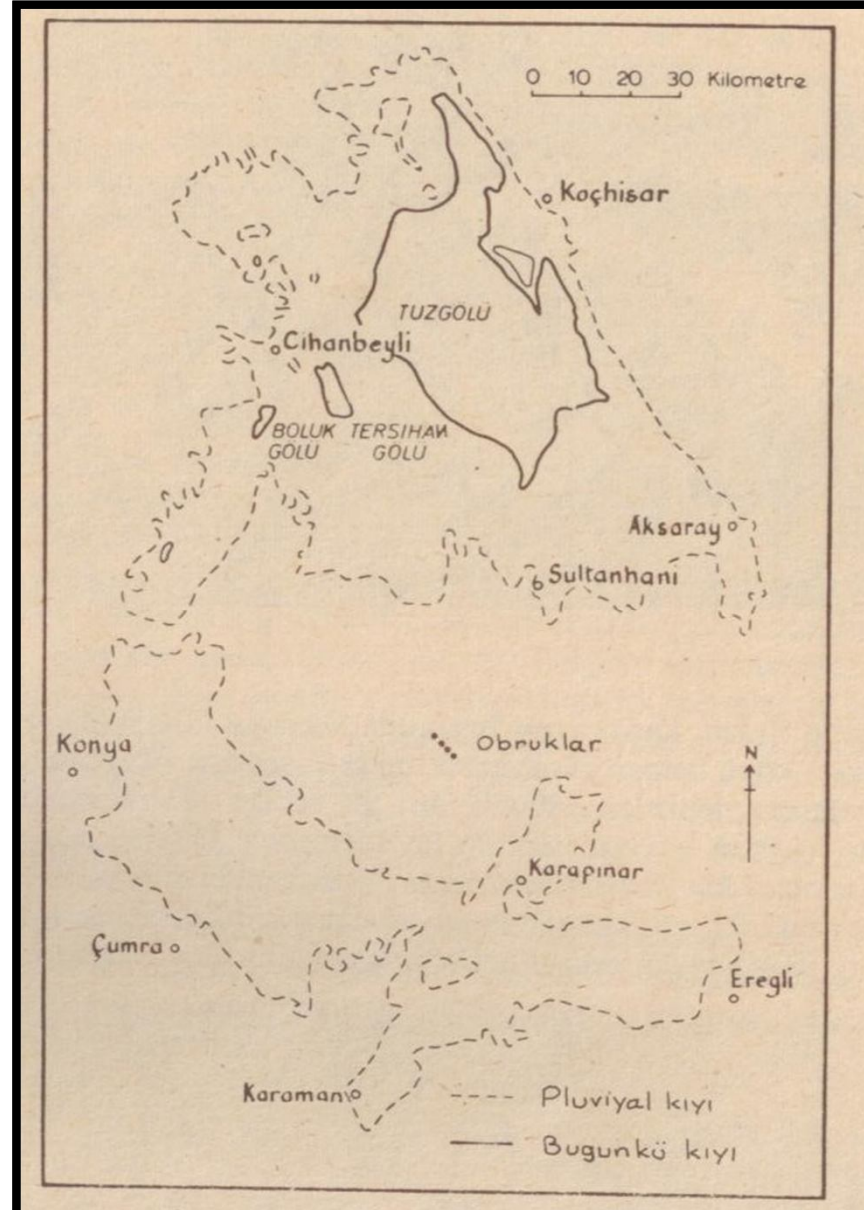 0 10 20 30 Kilometre
Koçhisar
TUZGÖLÜ
Cihanbeyli
BOLUK TERSIHAN
GÖLÜ GÖLÜ
Aksaray
Sultanhani
Konya
Obruklar
N
Karapınar
Çumra
Eregli
Karaman
Pluviyal kıyı
Bugunkü kıyı